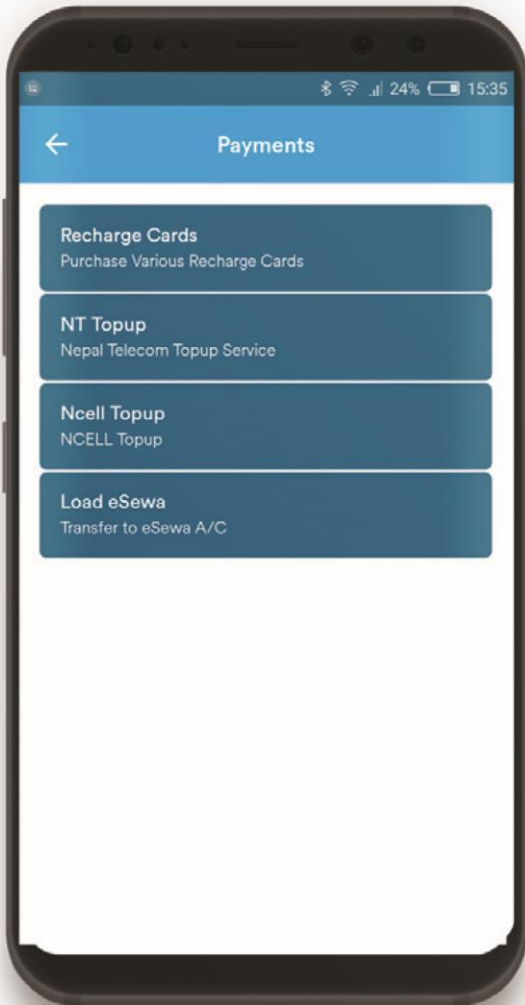 24% 15:35
Payments
Recharge Cards
Purchase Various Recharge Cards
NT Topup
Nepal Telecom Topup Service
Ncell Topup
NCELL Topup
Load eSewa
Transfer to eSewa A/C